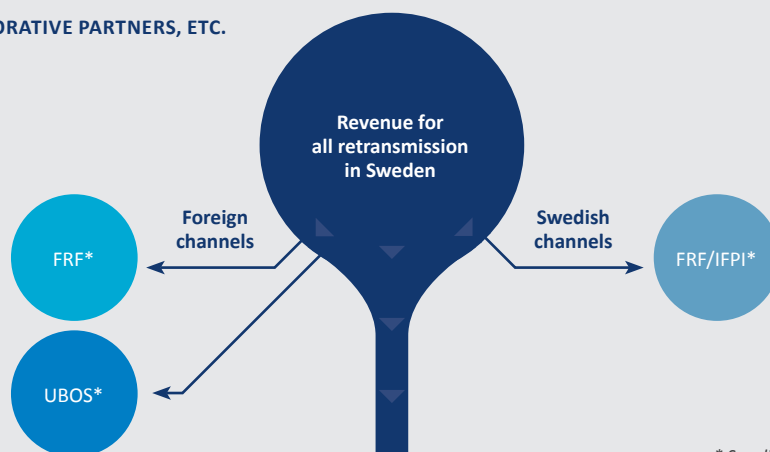 ORATIVE PARTNERS, ETC.
Revenue for
all retransmission
in Sweden
Foreign
channels
Swedish
channels
FRF*
FRF/IFPI*
UBOS*